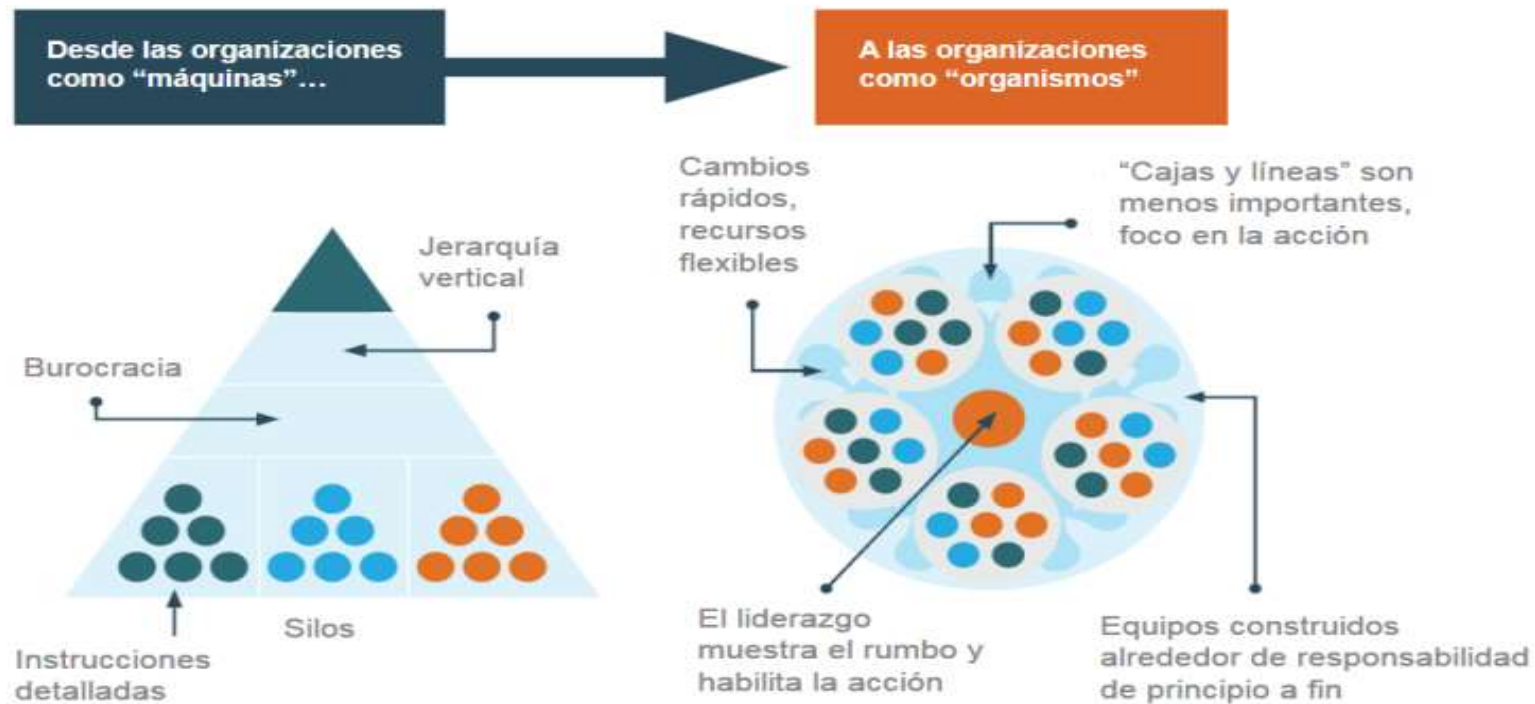 Desde las organizaciones
como “máquinas”...
A las organizaciones
como “organismos”
Jerarquía
vertical
Burocracia
Silos
Instrucciones
detalladas
Cambios
rápidos,
recursos
flexibles
“Cajas y líneas” son
menos importantes,
foco en la acción
El liderazgo
muestra el rumbo y
habilita la acción
Equipos construidos
alrededor de responsabilidad
de principio a fin